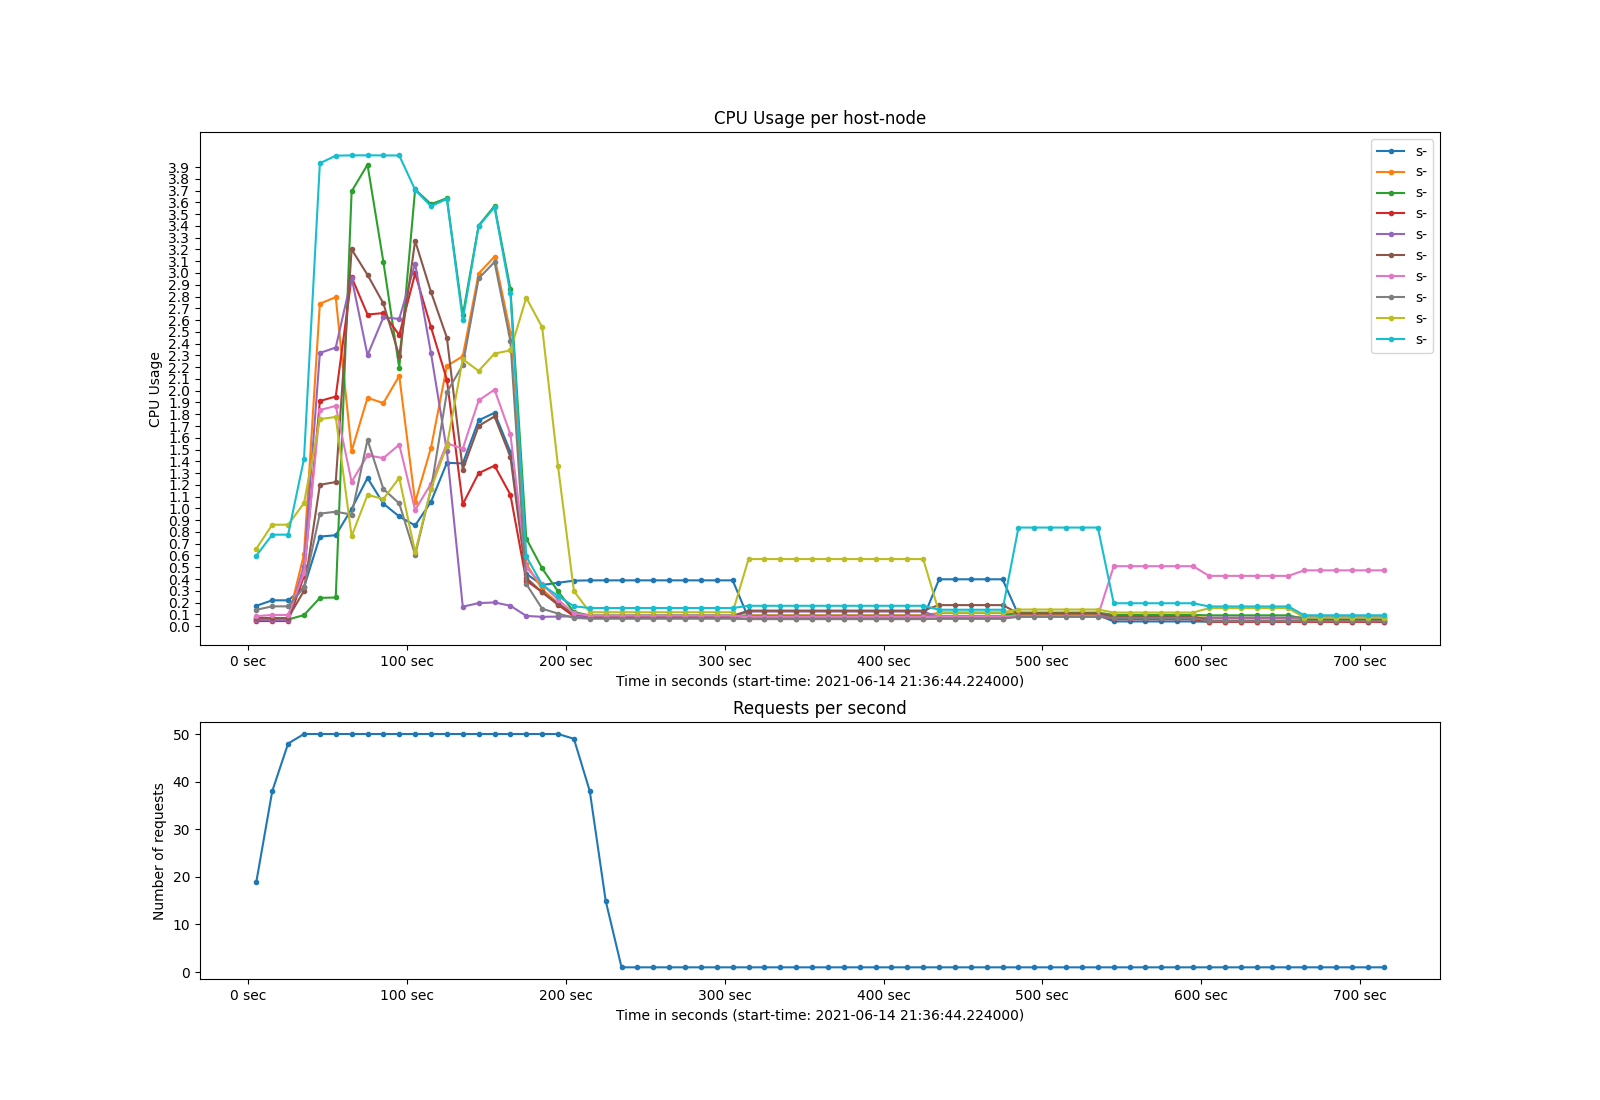 CPU Usage per host-node
CPU Usage
3.9
3.8
3.7
3.6
3.5
3.4
3.3
3.2
3.1
3.0
2.9
2.8
2.7
2.6
2.5
2.4
2.3
2.2
2.1
2.0
1.9
1.8
1.7
1.6
1.5
1.4
1.3
1.2
1.1
1.0
0.9
0.8
0.7
0.6
0.5
0.4
0.3
0.2
0.1
0.0
s-
s-
s-
s-
s-
s-
s-
s-
s-
s-
0 sec 100 sec 200 sec 300 sec 400 sec 500 sec 600 sec 700 sec
Time in seconds (start-time: 2021-06-14 21:36:44.224000)
Requests per second
Number of requests
50
40
30
20
10
0
0 sec 100 sec 200 sec 300 sec 400 sec 500 sec 600 sec 700 sec
Time in seconds (start-time: 2021-06-14 21:36:44.224000)